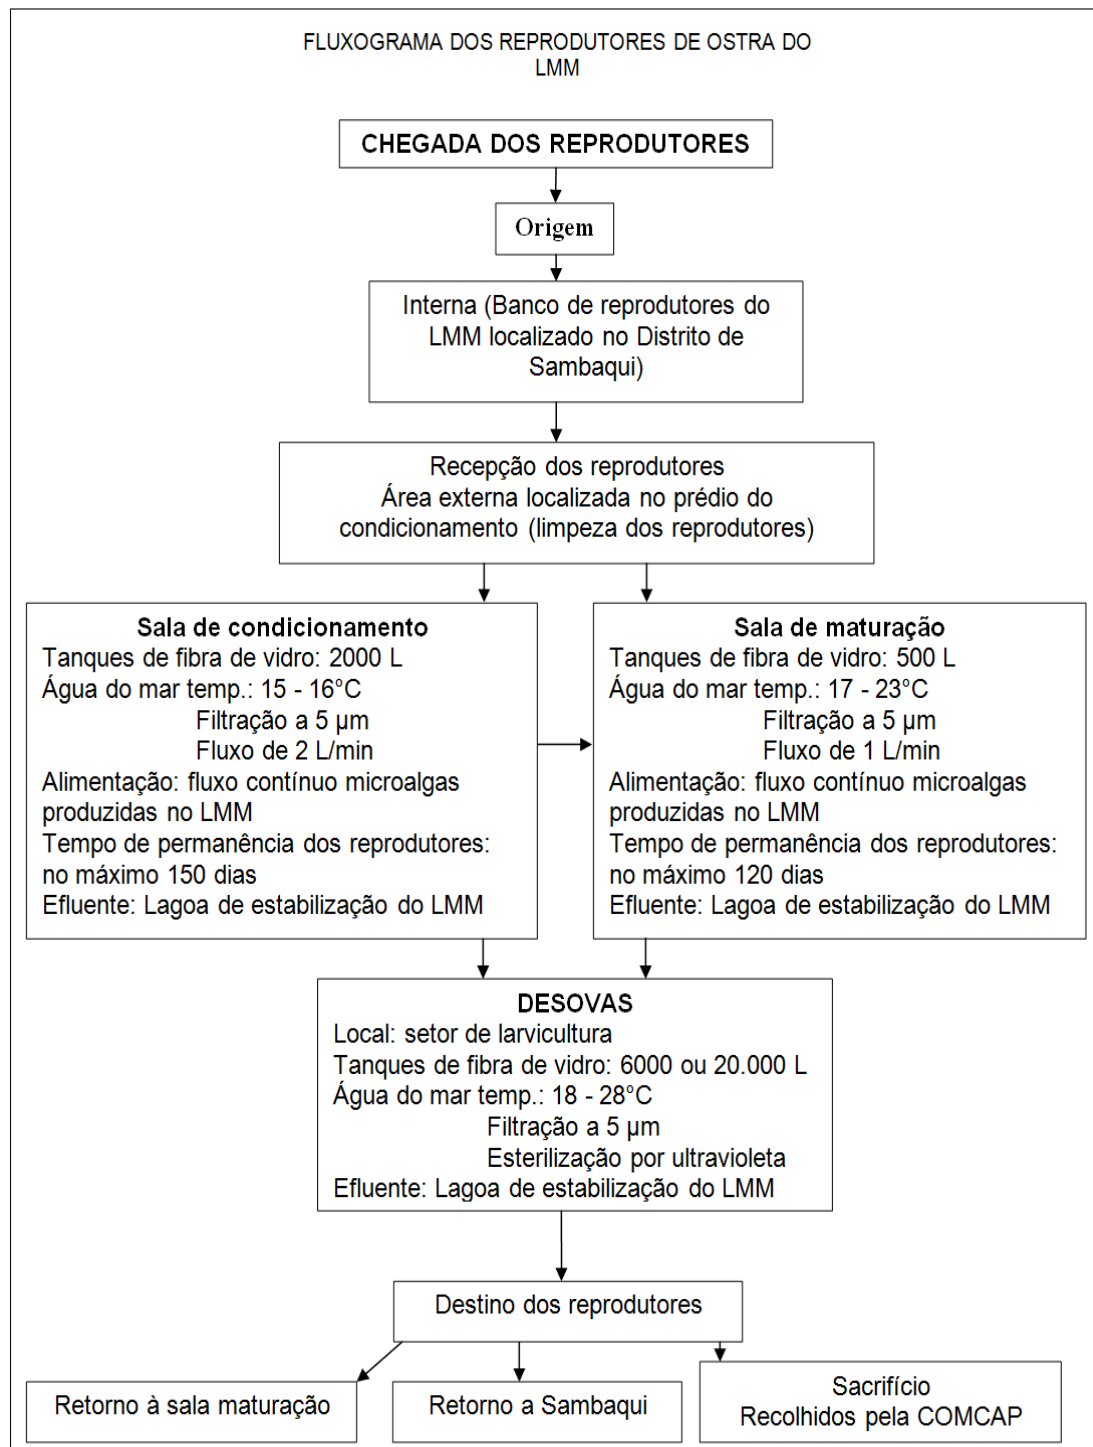 FLUXOGRAMA DOS REPRODUTORES DE OSTRA DO
LMM
CHEGADA DOS REPRODUTORES
Origem
Interna (Banco de reprodutores do
LMM localizado no Distrito de
Sambaqui)
Recepção dos reprodutores
Área externa localizada no prédio do
condicionamento (limpeza dos reprodutores)
Sala de condicionamento
Tanques de fibra de vidro: 2000 L
Água do mar temp.: 15 - 16°C
Filtração a 5 µm
Fluxo de 2 L/min
Alimentação: fluxo contínuo microalgas
produzidas no LMM
Tempo de permanência dos reprodutores:
no máximo 150 dias
Efluente: Lagoa de estabilização do LMM
Sala de maturação
Tanques de fibra de vidro: 500 L
Água do mar temp.: 17 - 23°C
Filtração a 5 µm
Fluxo de 1 L/min
Alimentação: fluxo contínuo microalgas
produzidas no LMM
Tempo de permanência dos reprodutores:
no máximo 120 dias
Efluente: Lagoa de estabilização do LMM
DESOVAS
Local: setor de larvicultura
Tanques de fibra de vidro: 6000 ou 20.000 L
Água do mar temp.: 18 - 28°C
Filtração a 5 µm
Esterilização por ultravioleta
Efluente: Lagoa de estabilização do LMM
Destino dos reprodutores
Retorno à sala maturação
Retorno a Sambaqui
Sacrifício
Recolhidos pela COMCAP